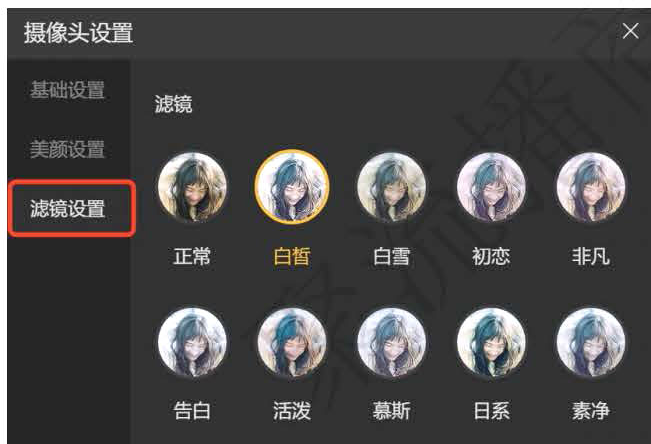 摄像头设置
基础设置
美颜设置
滤镜设置
滤镜
正常 白皙 白雪 初恋 非凡
告白 活泼 慕斯 日系 素净